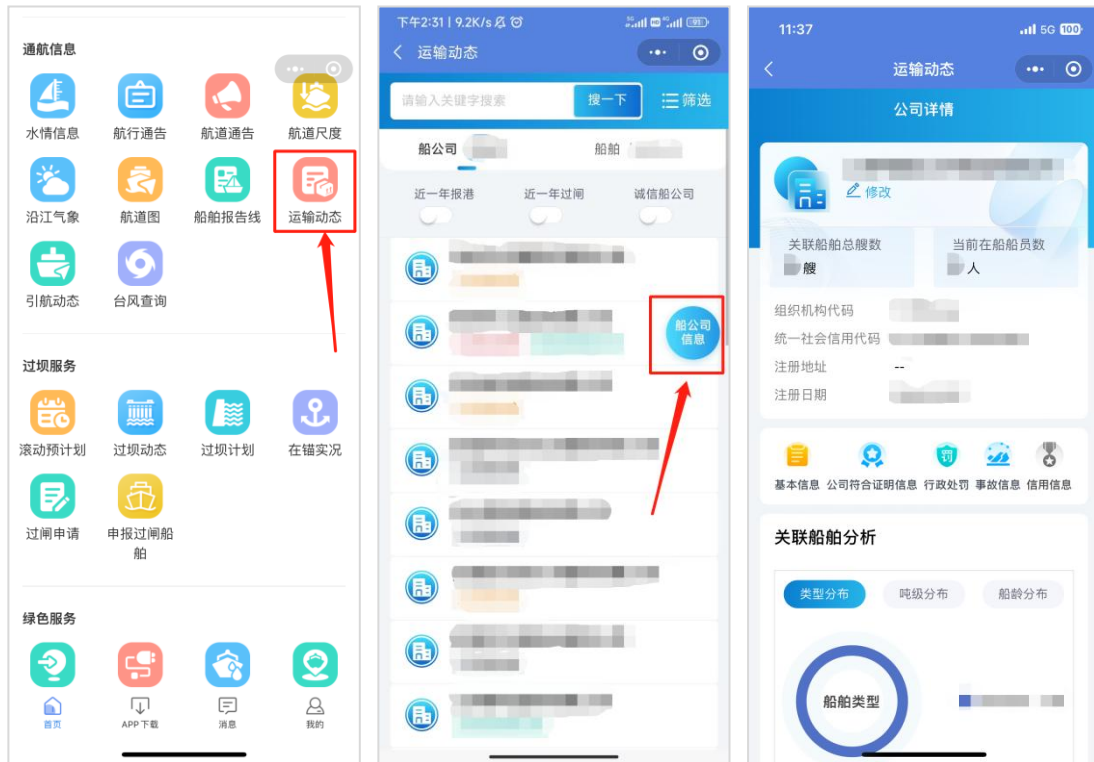 通航信息
水情信息 航行通告 航道通告 航道尺度
沿江气象 航道图 船舶报告线 运输动态
引航动态 台风查询
过坝服务
滚动预计划 过坝动态 过坝计划 在锚实况
过闸申请 申报过闸船
舶
绿色服务
首页 APP下载 消息 我的
下午2:31 | 9.2K/s
运输动态
请输入关键字搜索 搜一下 筛选
船公司 船舶
近一年报港 近一年过闸 诚信船公司
船公司
信息
11:37 5G 100
运输动态
公司详情
修改
关联船舶总艘数 当前在船船员数
艘 人
组织机构代码
统一社会信用代码
注册地址 --
注册日期
罚
基本信息 公司符合证明信息 行政处罚 事故信息 信用信息
关联船舶分析
类型分布 吨级分布 船龄分布
船舶类型